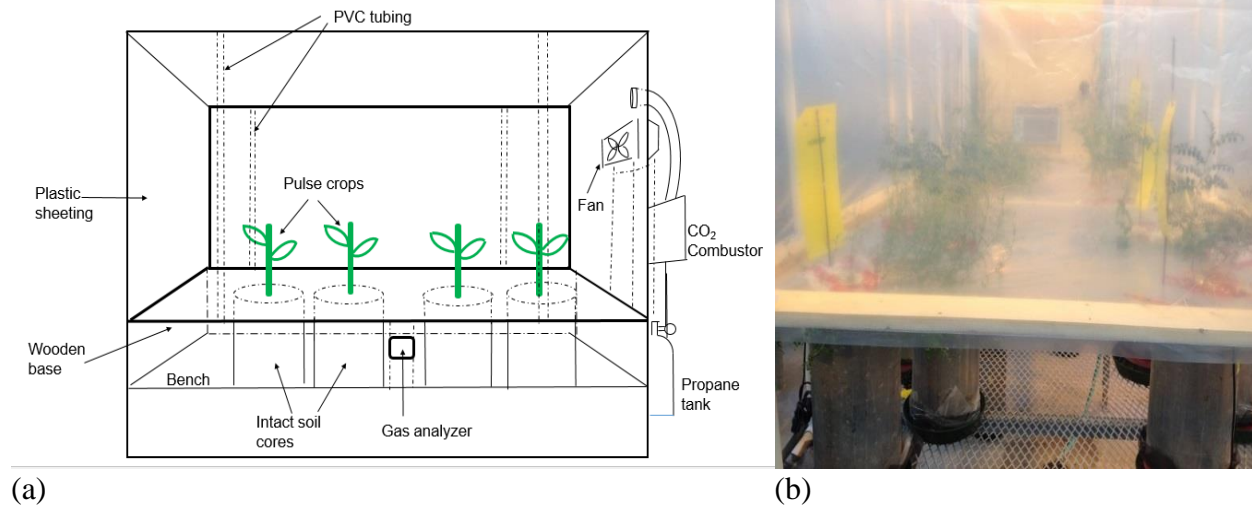 PVC tubing
Plastic
sheeting
Pulse crops
Fan
CO₂
Combustor
Wooden
base
Bench
Intact soil
cores
Gas analyzer
Propane
tank
(a)
(b)